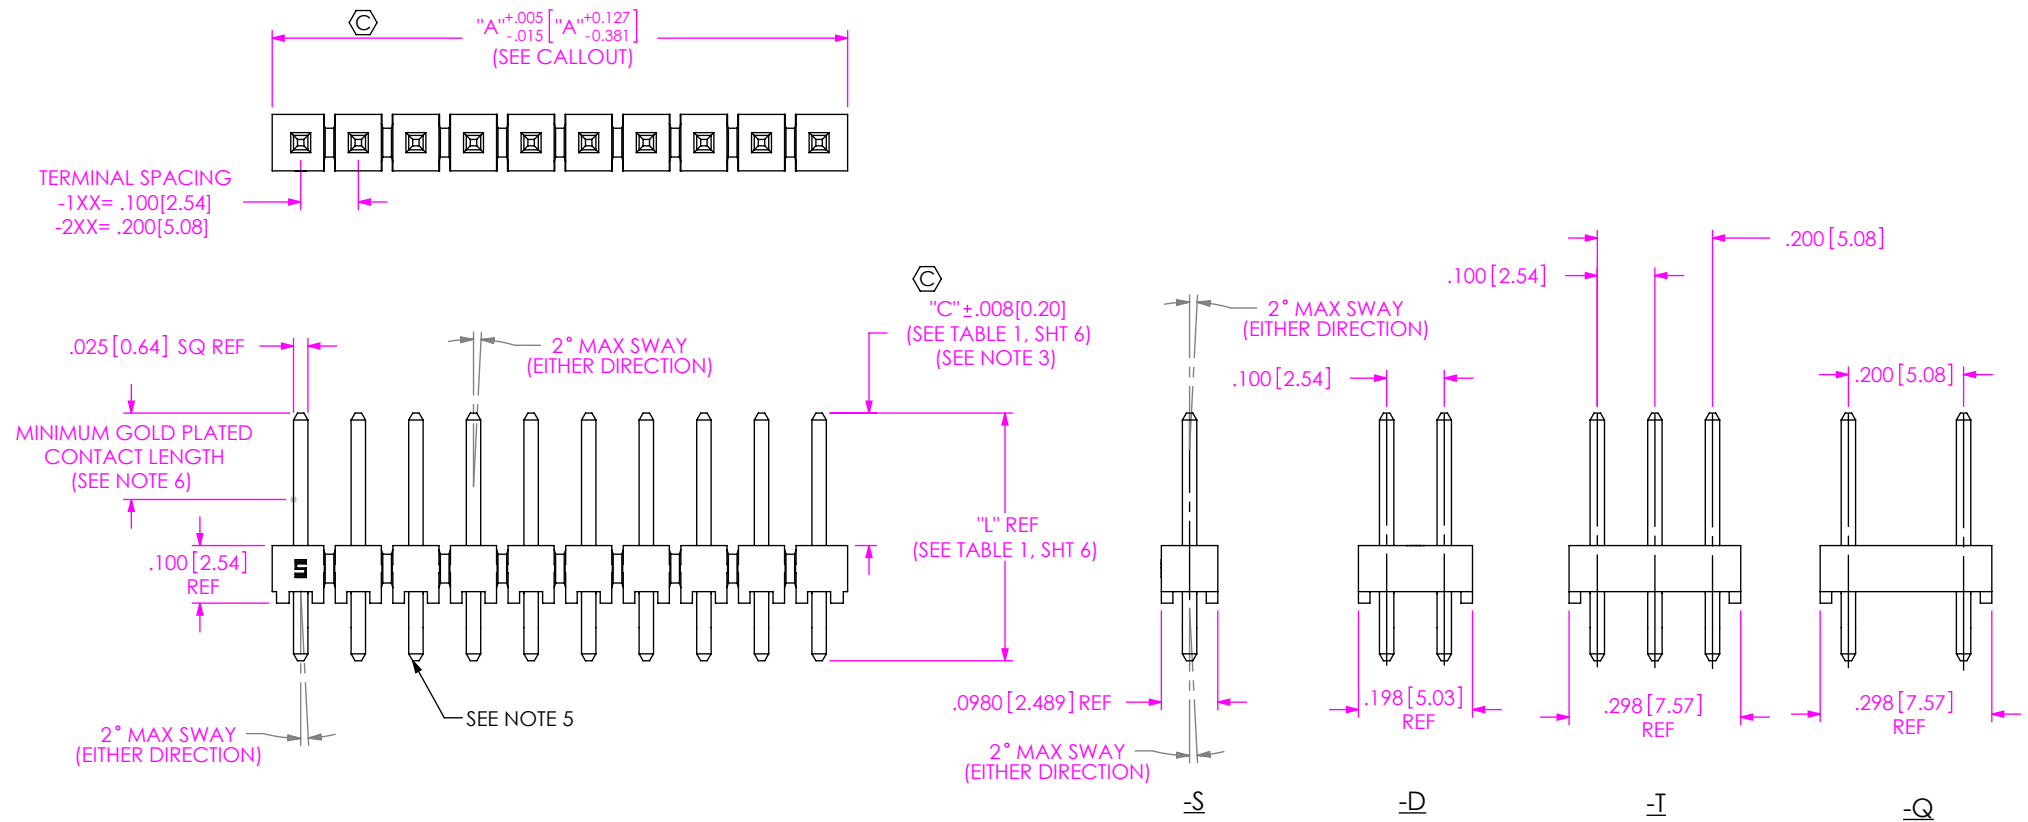 C
"A"+.005 -.015 ["A"+0.127 -0.381]
(SEE CALLOUT)
TERMINAL SPACING
-1XX= .100[2.54]
-2XX= .200[5.08]
.200[5.08]
.100[2.54]
C
"C"±.008[0.20]
(SEE TABLE 1, SHT 6)
(SEE NOTE 3)
2° MAX SWAY
(EITHER DIRECTION)
.025[0.64] SQ REF
2° MAX SWAY
(EITHER DIRECTION)
.100[2.54]
.200[5.08]
MINIMUM GOLD PLATED
CONTACT LENGTH
(SEE NOTE 6)
"L" REF
(SEE TABLE 1, SHT 6)
.100[2.54]
REF
S
.0980[2.489] REF
.198[5.03]
REF
.298[7.57]
REF
.298[7.57]
REF
SEE NOTE 5
2° MAX SWAY
(EITHER DIRECTION)
2° MAX SWAY
(EITHER DIRECTION)
-S
-D
-T
-Q